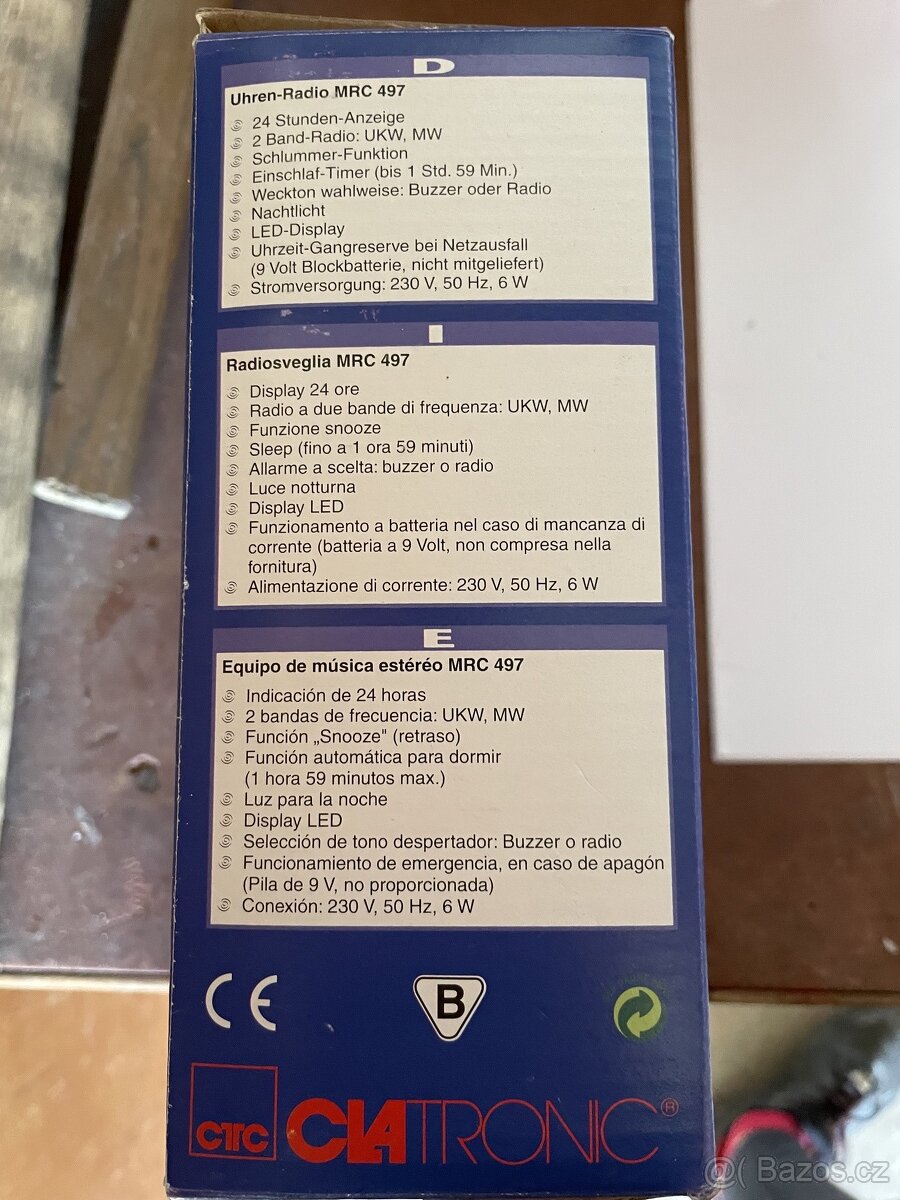 D
Uhren-Radio MRC 497
24 Stunden-Anzeige
2 Band-Radio: UKW, MW
Schlummer-Funktion
Einschlaf-Timer (bis 1 Std. 59 Min.)
Weckton wahlweise: Buzzer oder Radio
Nachtlicht
LED-Display
Uhrzeit-Gangreserve bei Netzausfall
(9 Volt Blockbatterie, nicht mitgeliefert)
Stromversorgung: 230 V, 50 Hz, 6 W
I
Radiosveglia MRC 497
Display 24 ore
Radio a due bande di frequenza: UKW, MW
Funzione snooze
Sleep (fino a 1 ora 59 minuti)
Allarme a scelta: buzzer o radio
Luce notturna
Display LED
Funzionamento a batteria nel caso di mancanza di
corrente (batteria a 9 Volt, non compresa nella
fornitura)
Alimentazione di corrente: 230 V, 50 Hz, 6 W
E
Equipo de música estéréo MRC 497
Indicación de 24 horas
2 bandas de frecuencia: UKW, MW
Función „Snooze" (retraso)
Función automática para dormir
(1 hora 59 minutos max.)
Luz para la noche
Display LED
Selección de tono despertador: Buzzer o radio
Funcionamiento de emergencia, en caso de apagón
(Pila de 9 V, no proporcionada)
Conexión: 230 V, 50 Hz, 6 W
CE
B
CTC CLATRONIC®
Bazos.cz